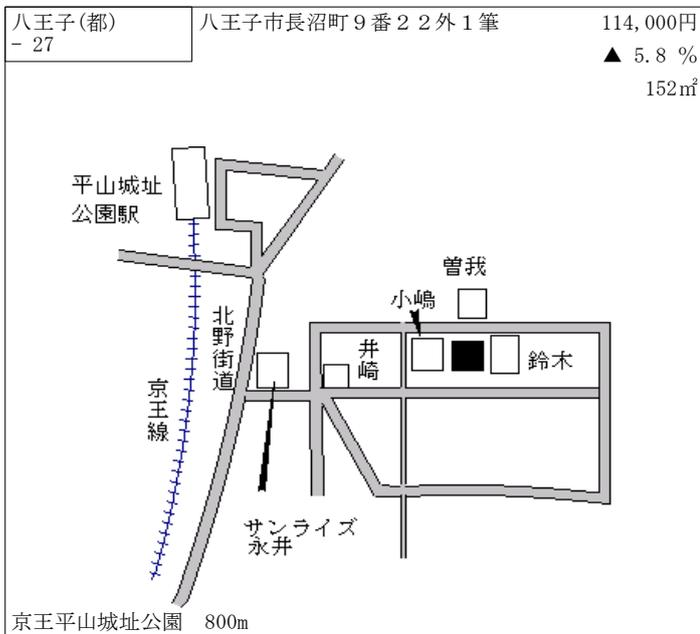 八王子(都)
- 27
八王子市長沼町９番２２外１筆
114,000円
▲ 5.8 %
152㎡
平山城址
公園駅
曽我
小嶋
北野街道
井崎
鈴木
京王線
サンライズ
永井
京王平山城址公園 800m